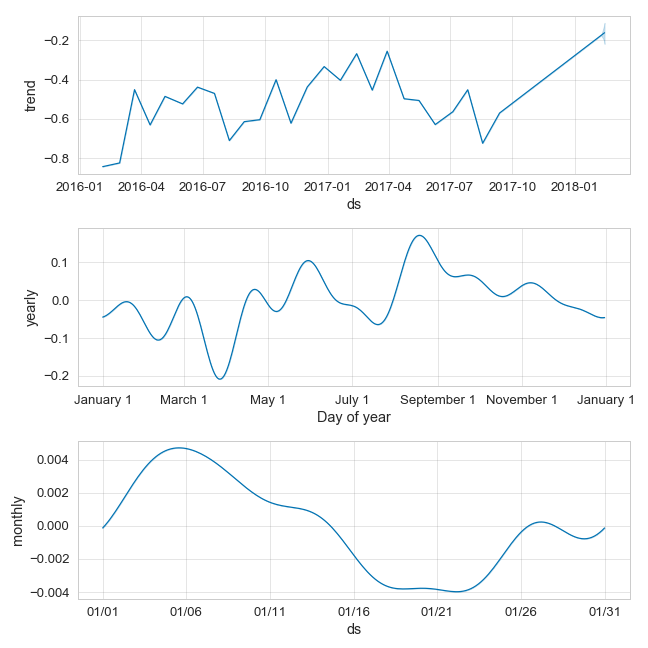 trend
−0.2
−0.4
−0.6
−0.8
2016-01 2016-04 2016-07 2016-10 2017-01 2017-04 2017-07 2017-10 2018-01
ds
yearly
0.1
0.0
−0.1
−0.2
January 1 March 1 May 1 July 1 September 1 November 1 January 1
Day of year
monthly
0.004
0.002
0.000
−0.002
−0.004
01/01 01/06 01/11 01/16 01/21 01/26 01/31
ds